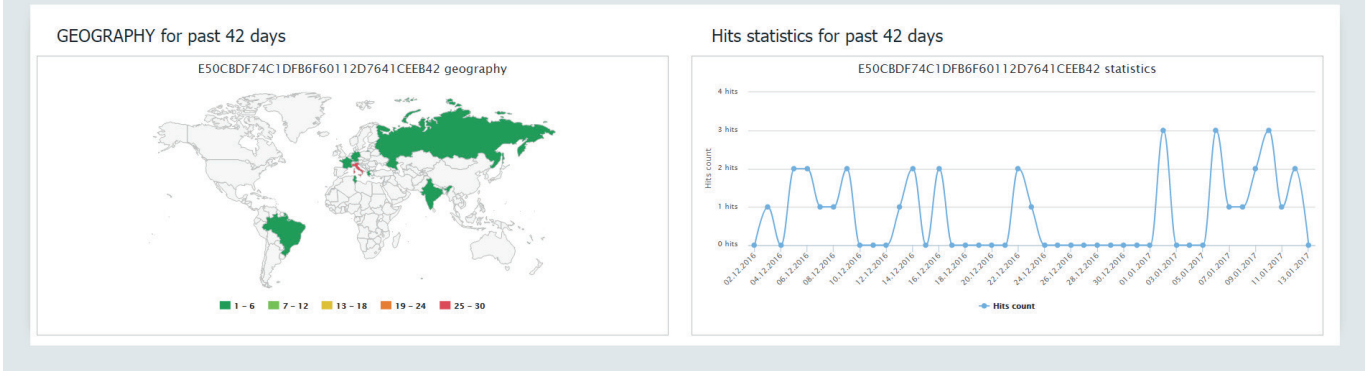 GEOGRAPHY for past 42 days
E50CBDF74C1DFB6F60112D7641CEEB42 geography
1 – 6
7 – 12
13 – 18
19 – 24
25 – 30
Hits statistics for past 42 days
E50CBDF74C1DFB6F60112D7641CEEB42 statistics
Hits count
4 hits
3 hits
2 hits
1 hits
0 hits
02.12.2016
04.12.2016
06.12.2016
08.12.2016
10.12.2016
12.12.2016
14.12.2016
16.12.2016
18.12.2016
20.12.2016
22.12.2016
24.12.2016
26.12.2016
28.12.2016
30.12.2016
01.01.2017
03.01.2017
05.01.2017
07.01.2017
09.01.2017
11.01.2017
13.01.2017
Hits count